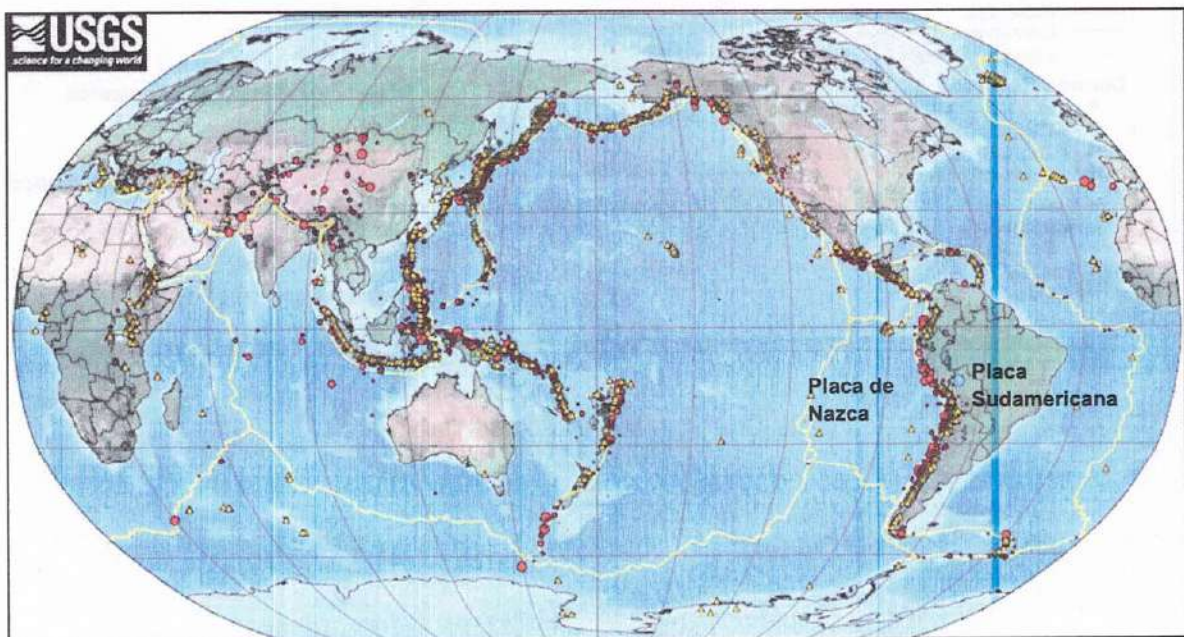 USGS
science for a changing world
Placa de
Nazca
Placa
Sudamericana